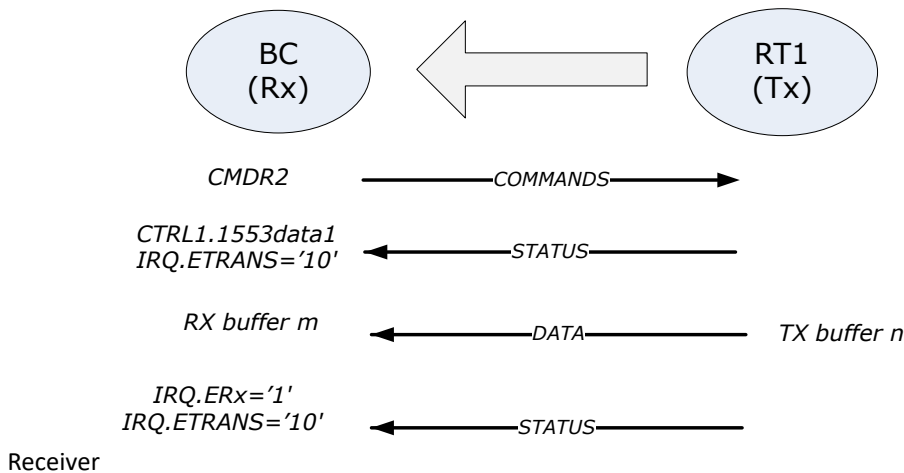 BC
(Rx)
RT1
(Tx)
CMDR2
COMMANDS
CTRL1.1553data1
IRQ.ETRANS='10'
STATUS
RX buffer m
DATA
TX buffer n
IRQ.ERx='1'
IRQ.ETRANS='10'
STATUS
Receiver